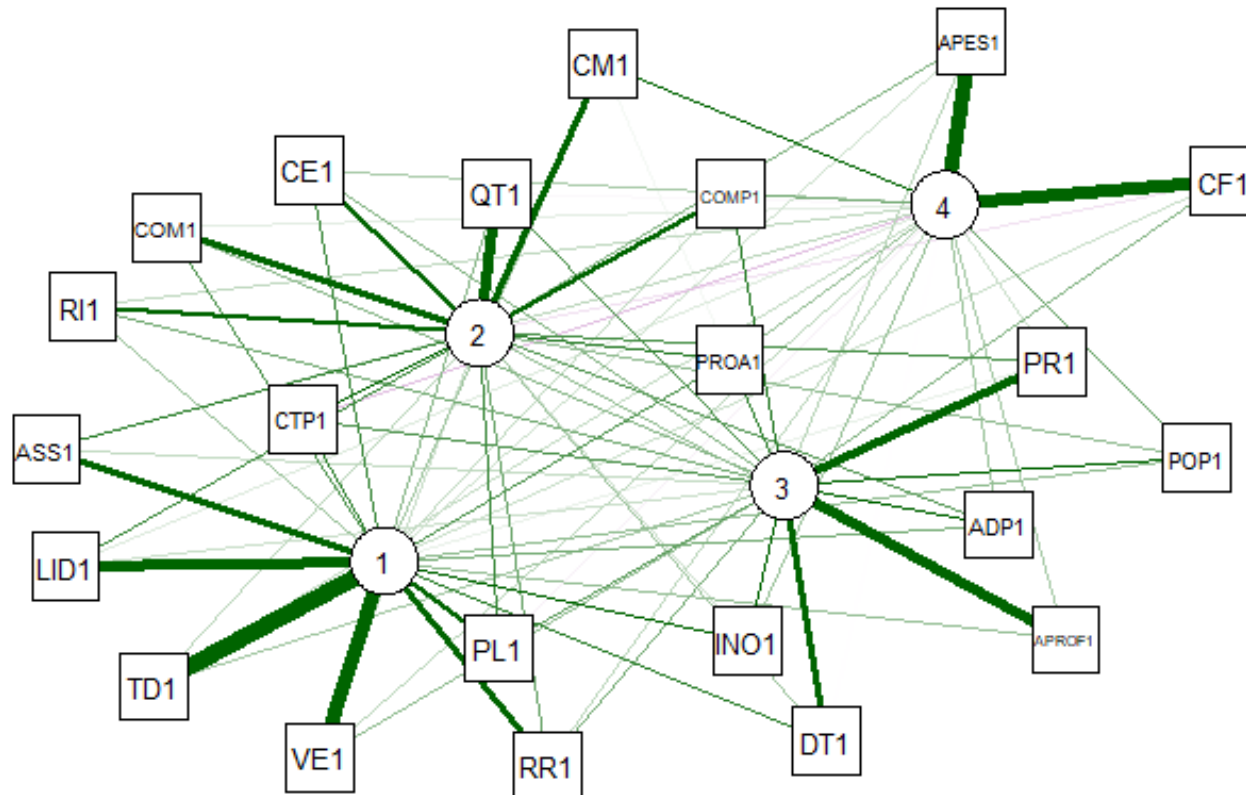 APES1
CM1
CE1
QT1
COMP1
CF1
4
COM1
RI1
2
PROA1
PR1
CTP1
ASS1
POP1
3
ADP1
LID1
1
INO1
APROF1
PL1
TD1
DT1
VE1
RR1